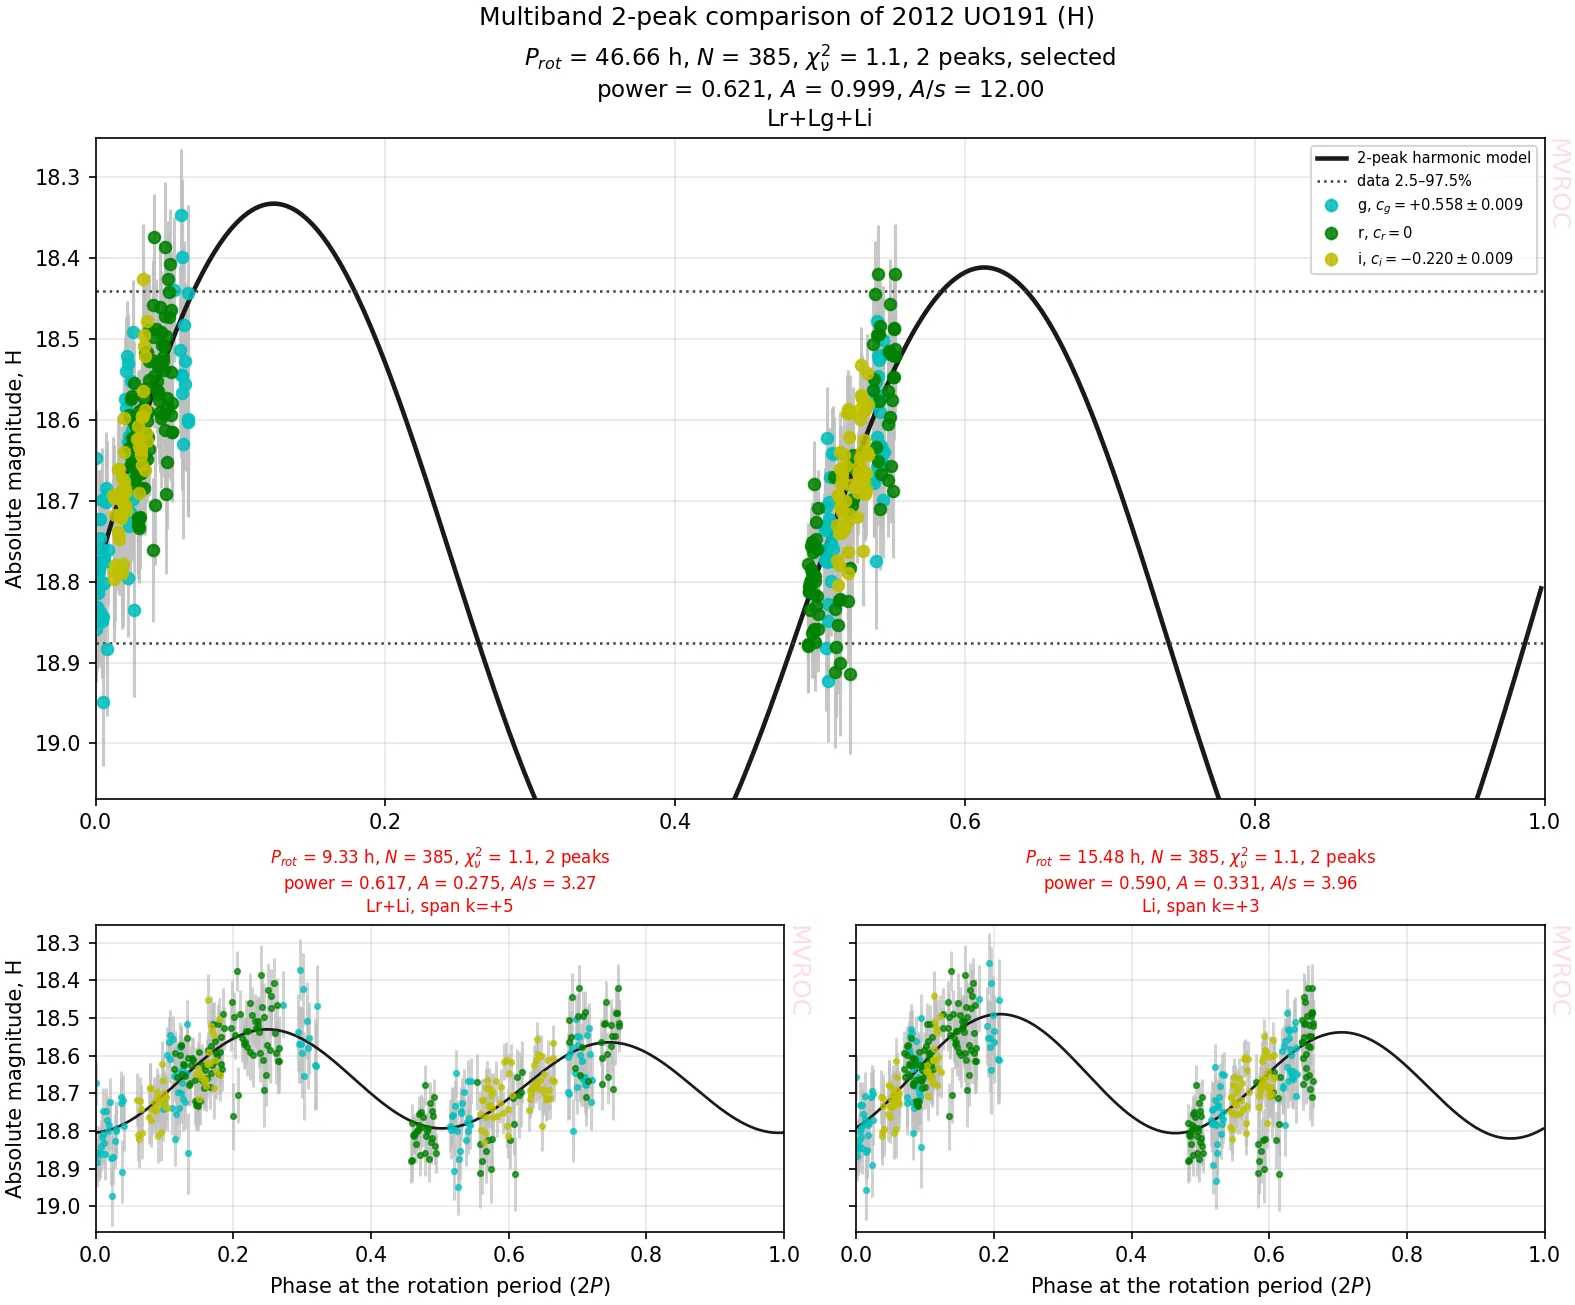 Multiband 2-peak comparison of 2012 UO191 (H)
P_rot = 46.66 h, N = 385, χ²_ν = 1.1, 2 peaks, selected
power = 0.621, A = 0.999, A/s = 12.00
Lr+Lg+Li
2-peak harmonic model
data 2.5–97.5%
g, c_g = +0.558 ± 0.009
r, c_r = 0
i, c_i = −0.220 ± 0.009
MVROC
Absolute magnitude, H
18.3
18.4
18.5
18.6
18.7
18.8
18.9
19.0
0.0 0.2 0.4 0.6 0.8 1.0
P_rot = 9.33 h, N = 385, χ²_ν = 1.1, 2 peaks
power = 0.617, A = 0.275, A/s = 3.27
Lr+Li, span k=+5
MVROC
Absolute magnitude, H
18.3
18.4
18.5
18.6
18.7
18.8
18.9
19.0
0.0 0.2 0.4 0.6 0.8 1.0
Phase at the rotation period (2P)
P_rot = 15.48 h, N = 385, χ²_ν = 1.1, 2 peaks
power = 0.590, A = 0.331, A/s = 3.96
Li, span k=+3
MVROC
0.0 0.2 0.4 0.6 0.8 1.0
Phase at the rotation period (2P)